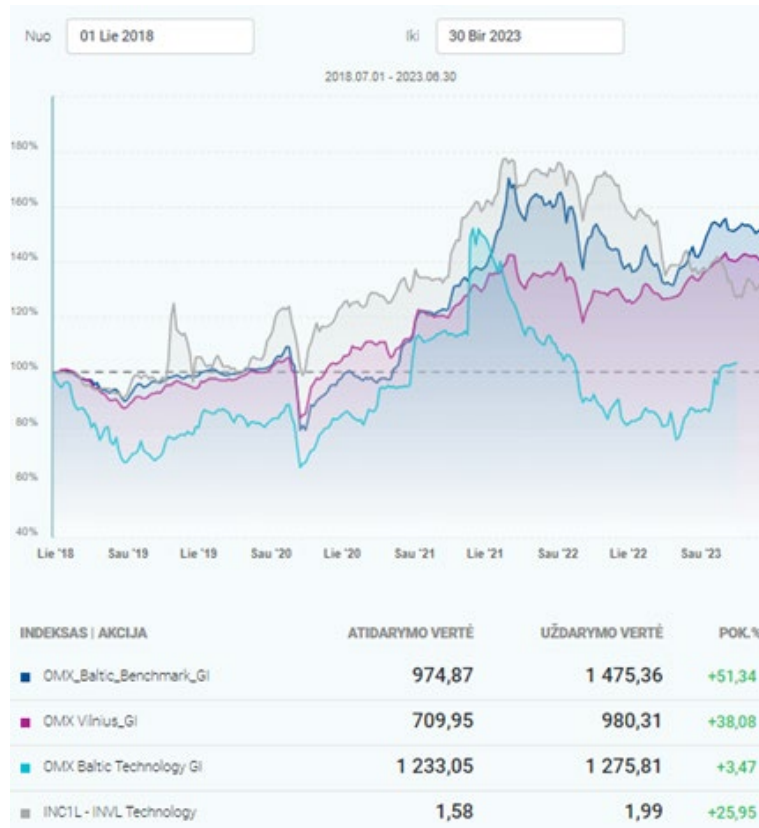 Nuo 01 Lie 2018 Iki 30 Bir 2023
2018.07.01 - 2023.06.30
180%
160%
140%
120%
100%
80%
60%
40%
Lie '18 Sau '19 Lie '19 Sau '20 Lie '20 Sau '21 Lie '21 Sau '22 Lie '22 Sau '23
INDEKSAS | AKCIJA ATIDARYMO VERTĖ UŽDARYMO VERTĖ POK.%
OMX_Baltic_Benchmark_GI 974,87 1 475,36 +51,34
OMX Vilnius_GI 709,95 980,31 +38,08
OMX Baltic Technology GI 1 233,05 1 275,81 +3,47
INC1L - INVL Technology 1,58 1,99 +25,95